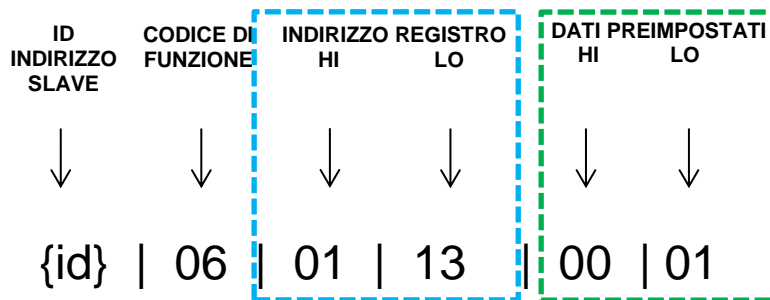 ID
INDIRIZZO
SLAVE
CODICE DI
FUNZIONE
INDIRIZZO REGISTRO
HI LO
DATI PREIMPOSTATI
HI LO
{id} | 06 | 01 | 13 | 00 | 01